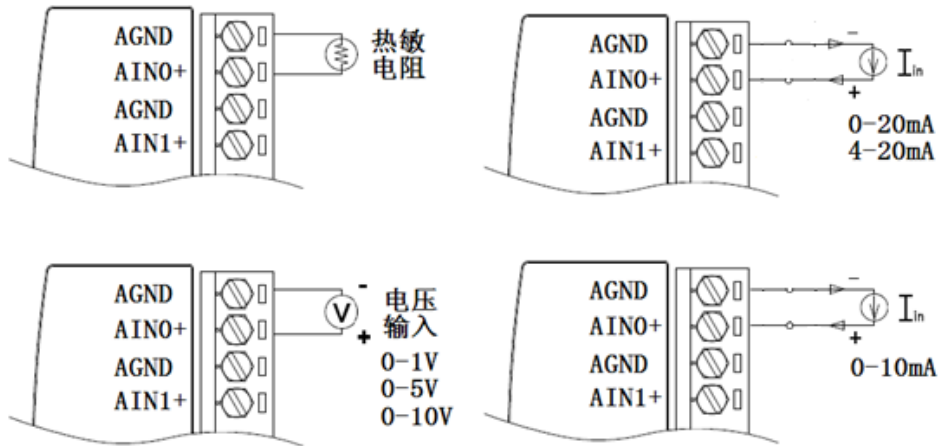 AGND
AIN0+
AGND
AIN1+
热敏
电阻
AGND
AIN0+
AGND
AIN1+
-
Iin
+
0-20mA
4-20mA
AGND
AIN0+
AGND
AIN1+
-
V
+
电压
输入
0-1V
0-5V
0-10V
AGND
AIN0+
AGND
AIN1+
-
Iin
+
0-10mA